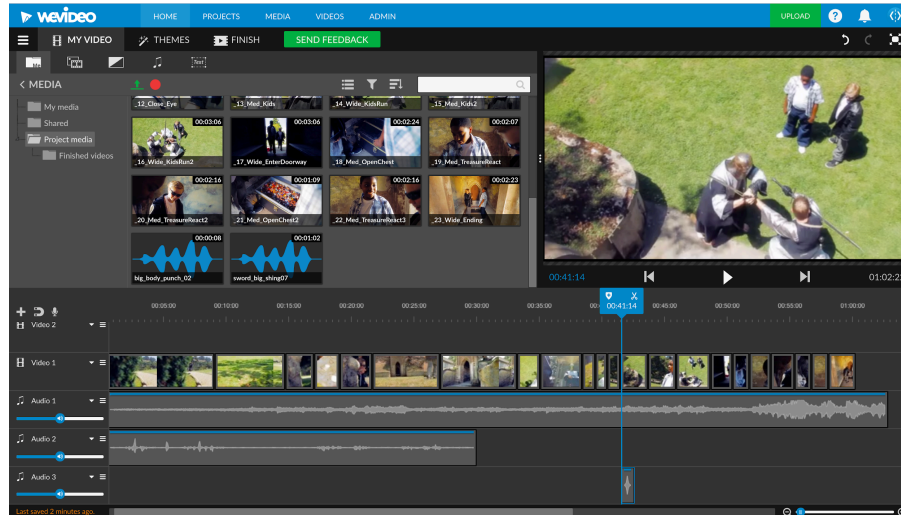 WEVIDEO HOME PROJECTS MEDIA VIDEOS ADMIN UPLOAD ?
MY VIDEO THEMES FINISH SEND FEEDBACK
Text
< MEDIA
My media
Shared
Project media
Finished videos
_12_Close_Eye _13_Med_Kids _14_Wide_KidsRun _15_Med_Kids2
00:03:06 00:03:06 00:02:24 00:02:07
_16_Wide_KidsRun2 _17_Wide_EnterDoorway _18_Med_OpenChest _19_Med_TreasureReact
00:02:16 00:01:09 00:02:16 00:02:23
_20_Med_TreasureReact2 _21_Med_OpenChest2 _22_Med_TreasureReact3 _23_Wide_Ending
00:00:08 00:01:02
big_body_punch_02 sword_big_shing07
00:41:14 01:02:2
00:05:00 00:10:00 00:15:00 00:20:00 00:25:00 00:30:00 00:35:00 00: 00:41:14 00:45:00 00:50:00 00:55:00 01:00:00
Video 2
Video 1
Audio 1
Audio 2
Audio 3
Last saved 2 minutes ago.